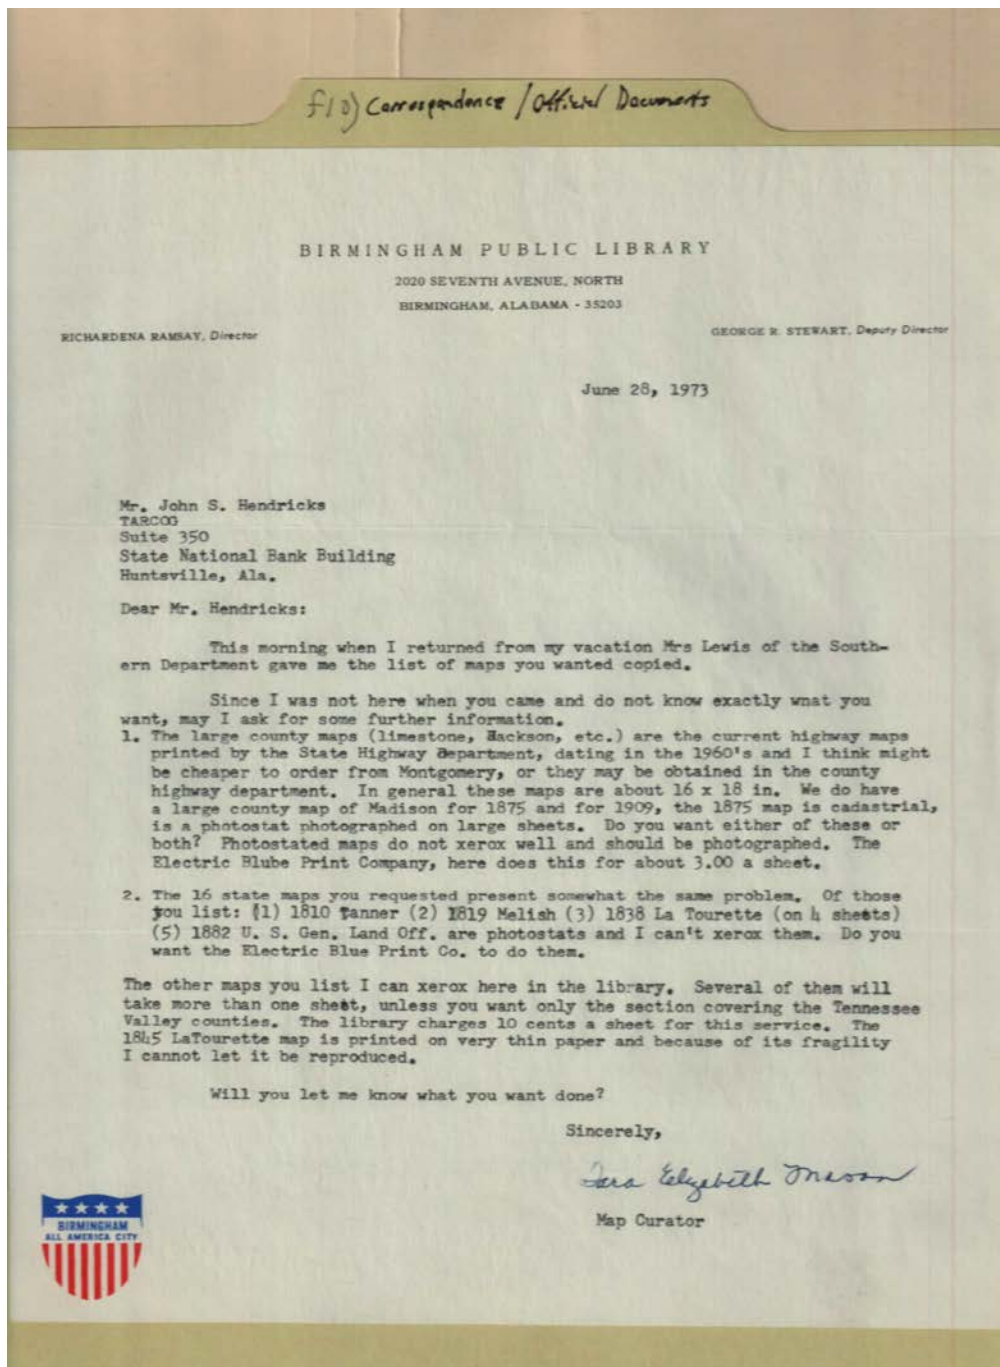 f10) Correspondence / Official Documents
BIRMINGHAM PUBLIC LIBRARY
2020 SEVENTH AVENUE, NORTH
BIRMINGHAM, ALABAMA - 35203
RICHARDENA RAMSAY, Director
GEORGE R. STEWART, Deputy Director
June 28, 1973
Mr. John S. Hendricks
TARCOG
Suite 350
State National Bank Building
Huntsville, Ala.
Dear Mr. Hendricks:
This morning when I returned from my vacation Mrs Lewis of the South-
ern Department gave me the list of maps you wanted copied.
Since I was not here when you came and do not know exactly wnat you
want, may I ask for some further information.
1. The large county maps (limestone, Jackson, etc.) are the current highway maps
printed by the State Highway Department, dating in the 1960's and I think might
be cheaper to order from Montgomery, or they may be obtained in the county
highway department. In general these maps are about 16 x 18 in. We do have
a large county map of Madison for 1875 and for 1909, the 1875 map is cadastrial,
is a photostat photographed on large sheets. Do you want either of these or
both? Photostated maps do not xerox well and should be photographed. The
Electric Blube Print Company, here does this for about 3.00 a sheet.
2. The 16 state maps you requested present somewhat the same problem. Of those
you list: (1) 1810 Tanner (2) 1819 Melish (3) 1838 La Tourette (on 4 sheets)
(5) 1882 U. S. Gen. Land Off. are photostats and I can't xerox them. Do you
want the Electric Blue Print Co. to do them.
The other maps you list I can xerox here in the library. Several of them will
take more than one sheet, unless you want only the section covering the Tennessee
Valley counties. The library charges 10 cents a sheet for this service. The
1845 LaTourette map is printed on very thin paper and because of its fragility
I cannot let it be reproduced.
Will you let me know what you want done?
Sincerely,
Sara Elizabeth Mason
Map Curator
BIRMINGHAM
ALL AMERICA CITY